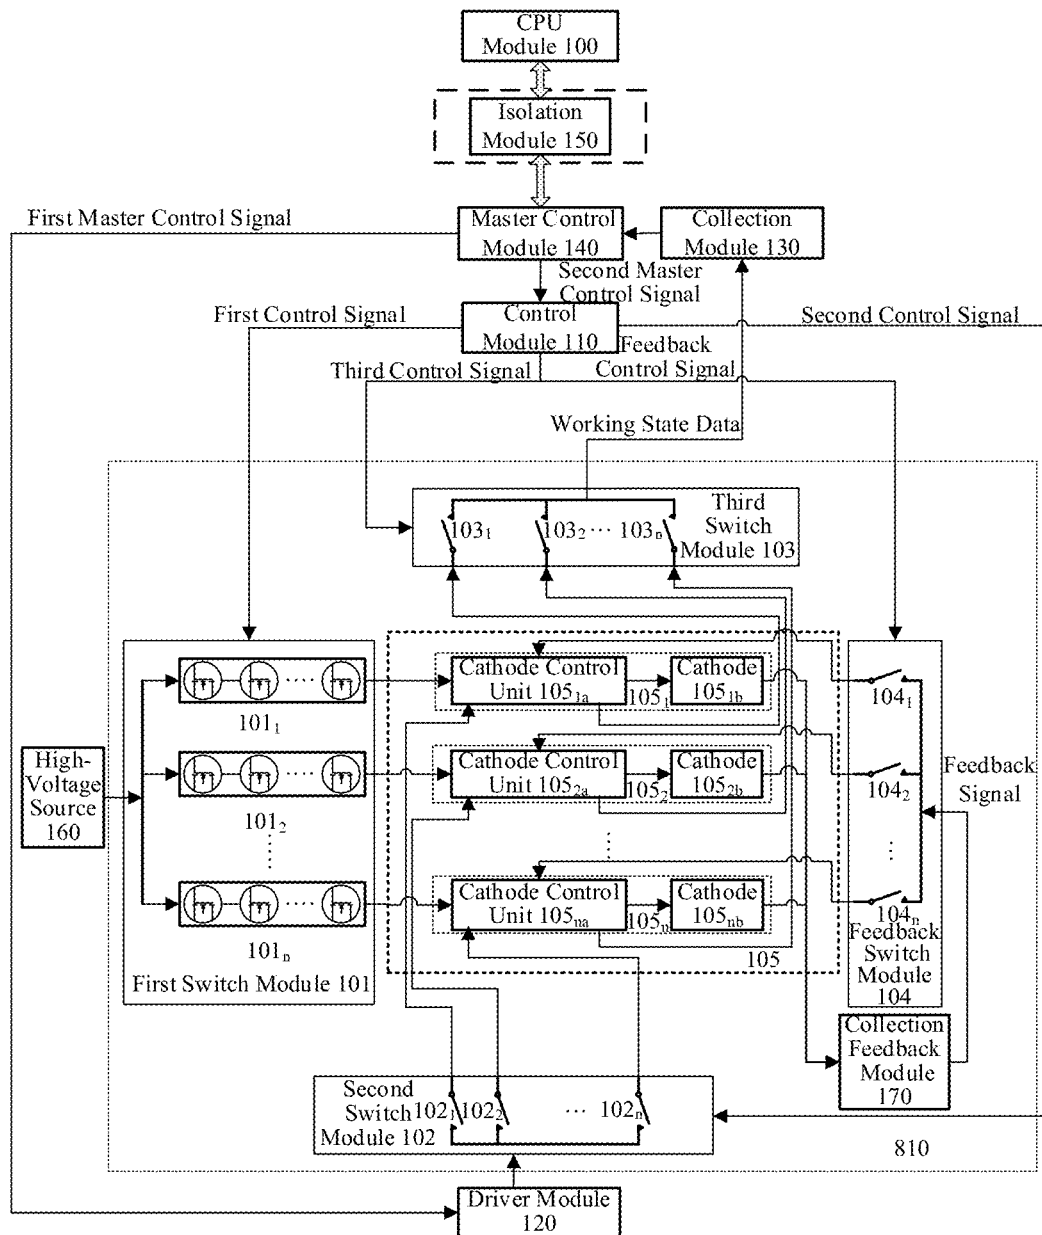 CPU
Module 100
Isolation
Module 150
First Master Control Signal
Master Control
Module 140
Collection
Module 130
Second Master
Control Signal
First Control Signal
Control
Module 110
Second Control Signal
Feedback
Control Signal
Third Control Signal
Working State Data
Third
Switch
Module 103
103₁
103₂
···
103ₙ
Cathode Control
Unit 105₁ₐ
105₁
Cathode
105₁b
104₁
101₁
High-
Voltage
Source
160
Cathode Control
Unit 105₂ₐ
105₂
Cathode
105₂b
104₂
Feedback
Signal
101₂
Cathode Control
Unit 105ₙₐ
105ₙ
Cathode
105ₙb
104ₙ
101ₙ
First Switch Module 101
105
Feedback
Switch
Module
104
Collection
Feedback
Module
170
Second
Switch
Module 102
102₁
102₂
···
102ₙ
810
Driver Module
120